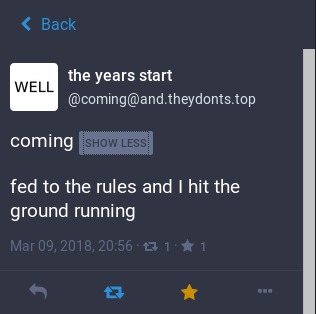 Back
WELL
the years start
@coming@and.theydonts.top
coming SHOW LESS
fed to the rules and I hit the
ground running
Mar 09, 2018, 20:56 · 1 · 1